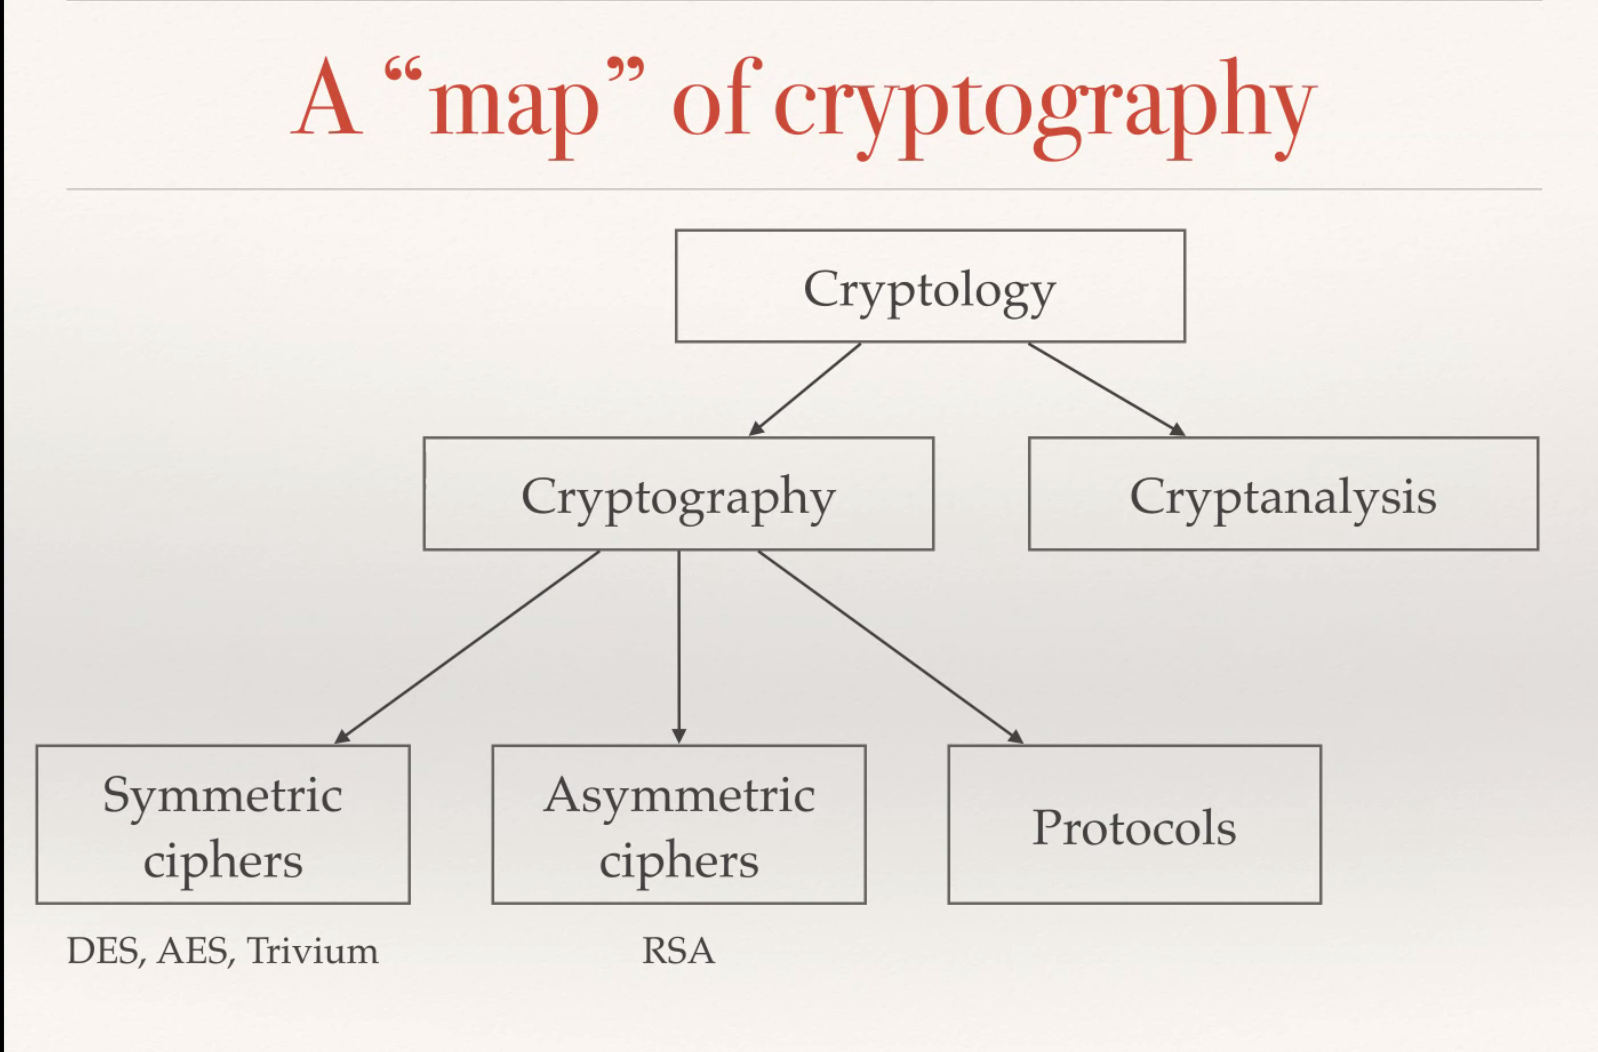 A “map” of cryptography
Cryptology
Cryptography
Cryptanalysis
Symmetric
ciphers
Asymmetric
ciphers
Protocols
DES, AES, Trivium
RSA